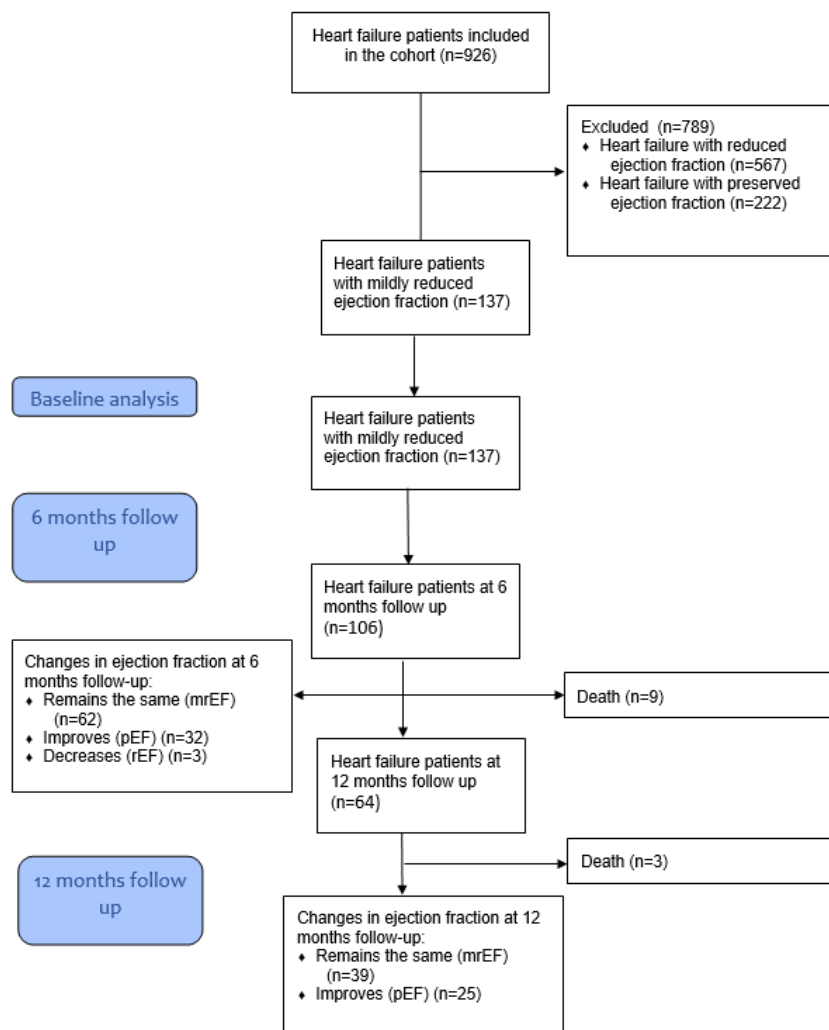 Heart failure patients included
in the cohort (n=926)
Excluded  (n=789)
♦ Heart failure with reduced
ejection fraction (n=567)
♦ Heart failure with preserved
ejection fraction (n=222)
Heart failure patients
with mildly reduced
ejection fraction (n=137)
Baseline analysis
Heart failure patients
with mildly reduced
ejection fraction (n=137)
6 months follow
up
Heart failure patients at 6
months follow up
(n=106)
Changes in ejection fraction at 6
months follow-up:
♦ Remains the same (mrEF)
(n=62)
♦ Improves (pEF) (n=32)
♦ Decreases (rEF) (n=3)
Death (n=9)
Heart failure patients at
12 months follow up
(n=64)
12 months follow
up
Death (n=3)
Changes in ejection fraction at 12
months follow-up:
♦ Remains the same (mrEF)
(n=39)
♦ Improves (pEF) (n=25)